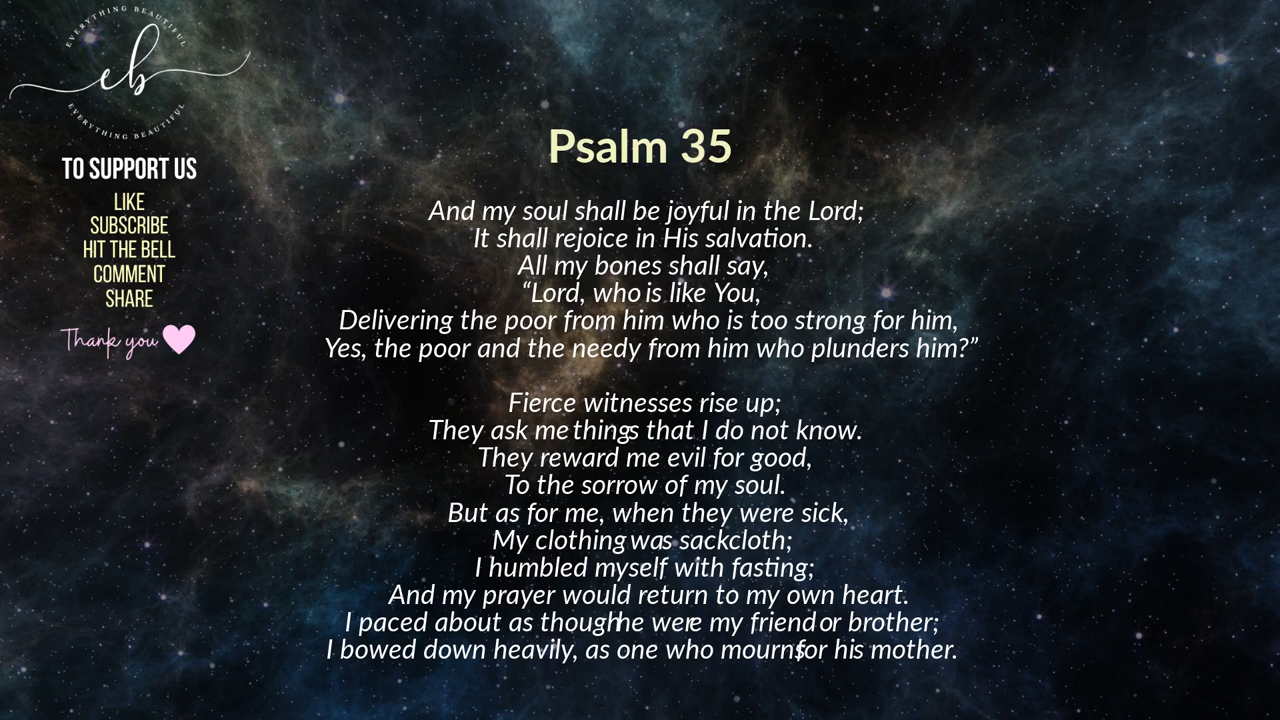 EVERYTHING BEAUTIFUL
eb
EVERYTHING BEAUTIFUL
TO SUPPORT US
LIKE
SUBSCRIBE
HIT THE BELL
COMMENT
SHARE
Thank you
Psalm 35
And my soul shall be joyful in the Lord;
It shall rejoice in His salvation.
All my bones shall say,
“Lord, who is like You,
Delivering the poor from him who is too strong for him,
Yes, the poor and the needy from him who plunders him?”
Fierce witnesses rise up;
They ask me things that I do not know.
They reward me evil for good,
To the sorrow of my soul.
But as for me, when they were sick,
My clothing was sackcloth;
I humbled myself with fasting;
And my prayer would return to my own heart.
I paced about as though he were my friend or brother;
I bowed down heavily, as one who mourns for his mother.